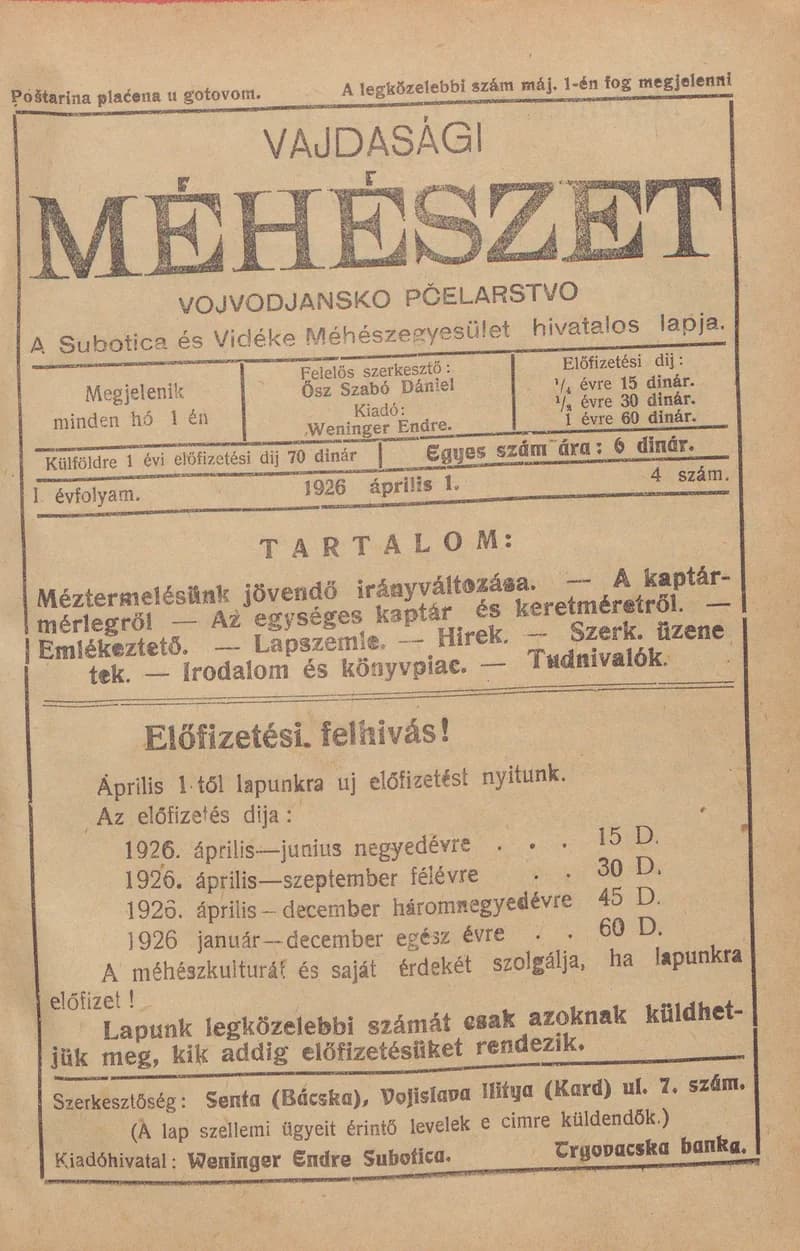 Poštarina plaćena u gotovom.
A legközelebbi szám máj. 1-én fog megjelenni
VAJDASÁGI
MÉHÉSZET
VOJVODJANSKO PČELARSTVO
A Subotica és Vidéke Méhészegyesület hivatalos lapja.
Megjelenik
minden hó 1 én
Felelős szerkesztő:
Ősz Szabó Dániel
Kiadó:
Weninger Endre.
Előfizetési dij:
¼ évre 15 dinár.
½ évre 30 dinár.
1 évre 60 dinár.
Külföldre 1 évi előfizetési dij 70 dinár
Egyes szám ára: 6 dinár.
I. évfolyam.
1926 április 1.
4 szám.
TARTALOM:
Méztermelésünk jövendő irányváltozása. — A kaptár-
mérlegről — Az egységes kaptár és keretméretről. —
Emlékeztető. — Lapszemle. — Hirek. — Szerk. üzene
tek. — Irodalom és könyvpiac. — Tudnivalók.
Előfizetési. felhivás!
Április 1-től lapunkra uj előfizetést nyitunk.
Az előfizetés dija:
1926. április—junius negyedévre . . . 15 D.
1926. április—szeptember félévre . . 30 D.
1926. április—december háromnegyedévre 45 D.
1926 január—december egész évre . . 60 D.
A méhészkulturát és saját érdekét szolgálja, ha lapunkra
előfizet!
Lapunk legközelebbi számát csak azoknak küldhet-
jük meg, kik addig előfizetésüket rendezik.
Szerkesztőség: Senta (Bácska), Vojislava Ilitya (Kard) ul. 7. szám.
(A lap szellemi ügyeit érintő levelek e cimre küldendők.)
Kiadóhivatal: Weninger Endre Subotica. Trgovacska banka.